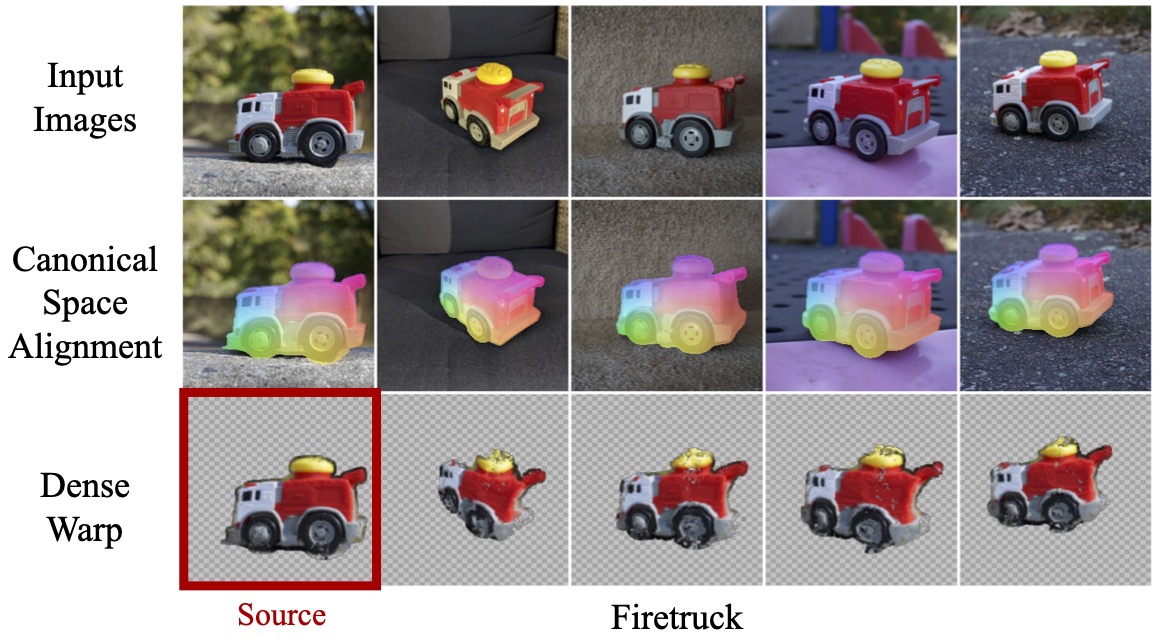 Input
Images
Canonical
Space
Alignment
Dense
Warp
Source
Firetruck